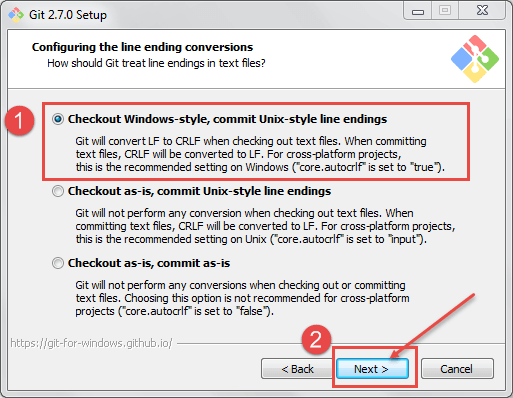 Git 2.7.0 Setup
Configuring the line ending conversions
How should Git treat line endings in text files?
1
Checkout Windows-style, commit Unix-style line endings
Git will convert LF to CRLF when checking out text files. When committing
text files, CRLF will be converted to LF. For cross-platform projects,
this is the recommended setting on Windows ("core.autocrlf" is set to "true").
Checkout as-is, commit Unix-style line endings
Git will not perform any conversion when checking out text files. When
committing text files, CRLF will be converted to LF. For cross-platform projects,
this is the recommended setting on Unix ("core.autocrlf" is set to "input").
Checkout as-is, commit as-is
Git will not perform any conversions when checking out or committing
text files. Choosing this option is not recommended for cross-platform
projects ("core.autocrlf" is set to "false").
https://git-for-windows.github.io/
2
< Back
Next >
Cancel